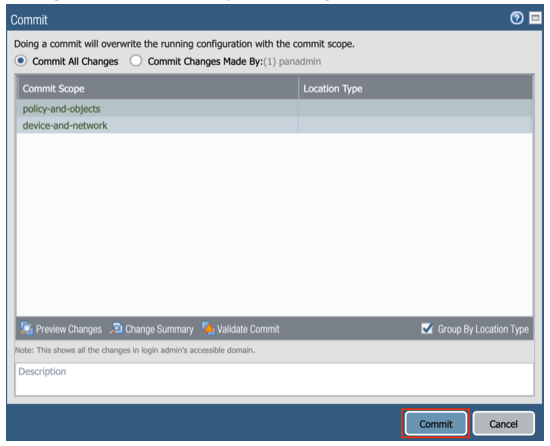 Commit
Doing a commit will overwrite the running configuration with the commit scope.
Commit All Changes Commit Changes Made By:(1) panadmin
Commit Scope Location Type
policy-and-objects
device-and-network
Preview Changes Change Summary Validate Commit Group By Location Type
Note: This shows all the changes in login admin's accessible domain.
Description
Commit Cancel